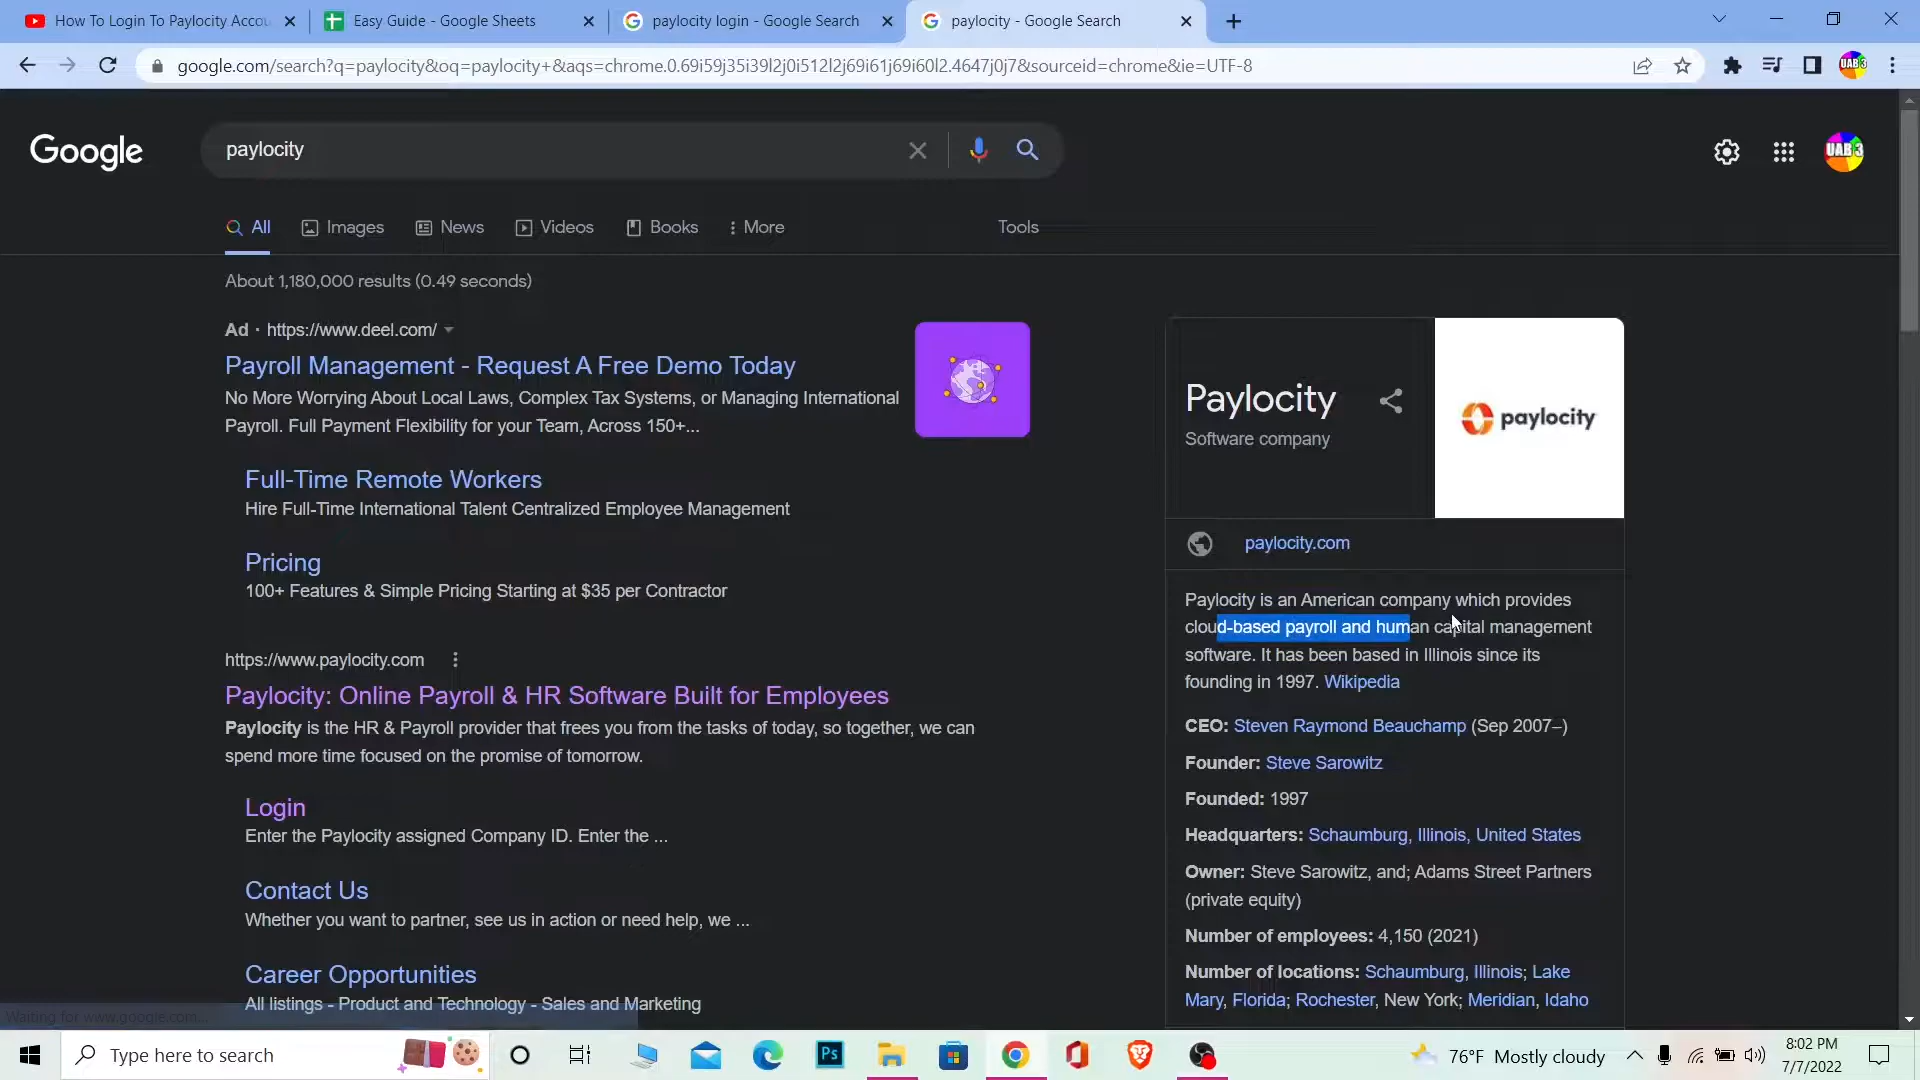 How To Login To Paylocity Accou
Easy Guide - Google Sheets
paylocity login - Google Search
paylocity - Google Search
google.com/search?q=paylocity&oq=paylocity+&aqs=chrome.0.69i59j35i39l2j0i512l2j69i61j69i60l2.4647j0j7&sourceid=chrome&ie=UTF-8
UAB 3
Google
paylocity
UAB 3
All
Images
News
Videos
Books
More
Tools
About 1,180,000 results (0.49 seconds)
Ad · https://www.deel.com/
Payroll Management - Request A Free Demo Today
No More Worrying About Local Laws, Complex Tax Systems, or Managing International
Payroll. Full Payment Flexibility for your Team, Across 150+...
Full-Time Remote Workers
Hire Full-Time International Talent Centralized Employee Management
Pricing
100+ Features & Simple Pricing Starting at $35 per Contractor
https://www.paylocity.com
Paylocity: Online Payroll & HR Software Built for Employees
Paylocity is the HR & Payroll provider that frees you from the tasks of today, so together, we can
spend more time focused on the promise of tomorrow.
Login
Enter the Paylocity assigned Company ID. Enter the ...
Contact Us
Whether you want to partner, see us in action or need help, we ...
Career Opportunities
All listings - Product and Technology - Sales and Marketing
Paylocity
Software company
paylocity
paylocity.com
Paylocity is an American company which provides
cloud-based payroll and human capital management
software. It has been based in Illinois since its
founding in 1997. Wikipedia
CEO: Steven Raymond Beauchamp (Sep 2007–)
Founder: Steve Sarowitz
Founded: 1997
Headquarters: Schaumburg, Illinois, United States
Owner: Steve Sarowitz, and; Adams Street Partners
(private equity)
Number of employees: 4,150 (2021)
Number of locations: Schaumburg, Illinois; Lake
Mary, Florida; Rochester, New York; Meridian, Idaho
Waiting for www.google.com...
Type here to search
Ps
76°F Mostly cloudy
8:02 PM
7/7/2022